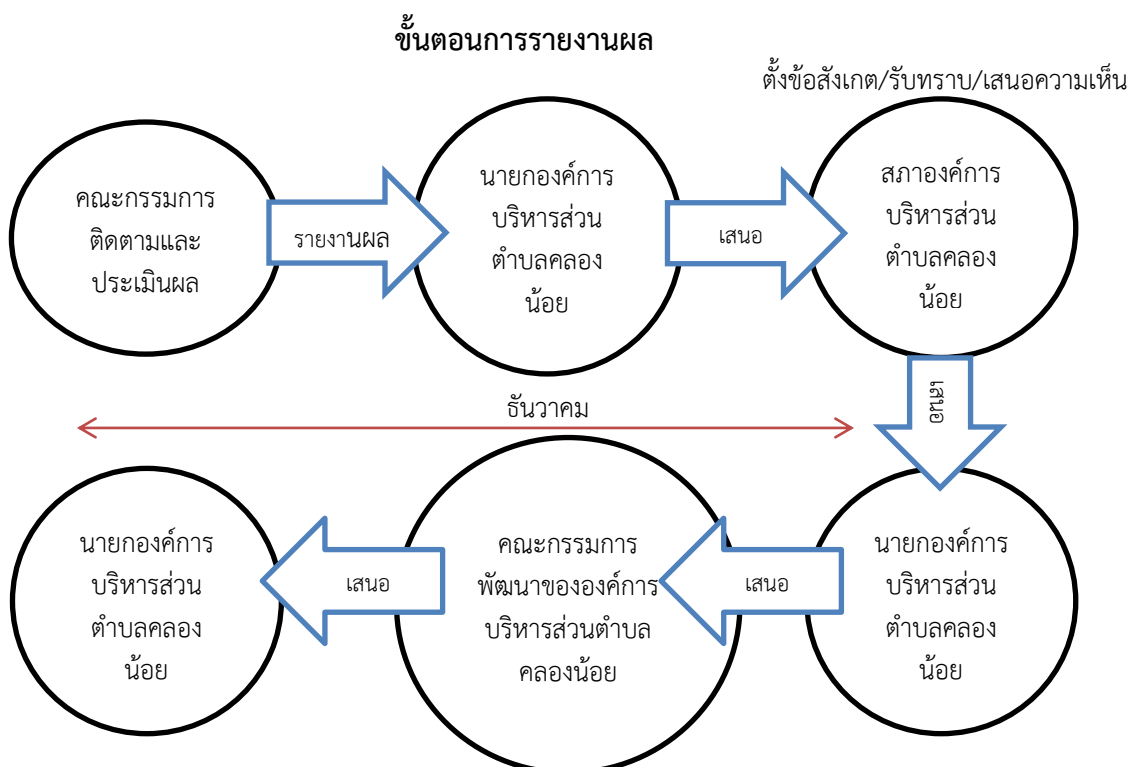 ขั้นตอนการรายงานผล
ตั้งข้อสังเกต/รับทราบ/เสนอความเห็น
คณะกรรมการ
ติดตามและ
ประเมินผล
รายงานผล
นายกองค์การ
บริหารส่วน
ตำบลคลอง
น้อย
เสนอ
สภาองค์การ
บริหารส่วน
ตำบลคลอง
น้อย
เสนอ
ธันวาคม
นายกองค์การ
บริหารส่วน
ตำบลคลอง
น้อย
เสนอ
คณะกรรมการ
พัฒนาขององค์การ
บริหารส่วนตำบล
คลองน้อย
เสนอ
นายกองค์การ
บริหารส่วน
ตำบลคลอง
น้อย